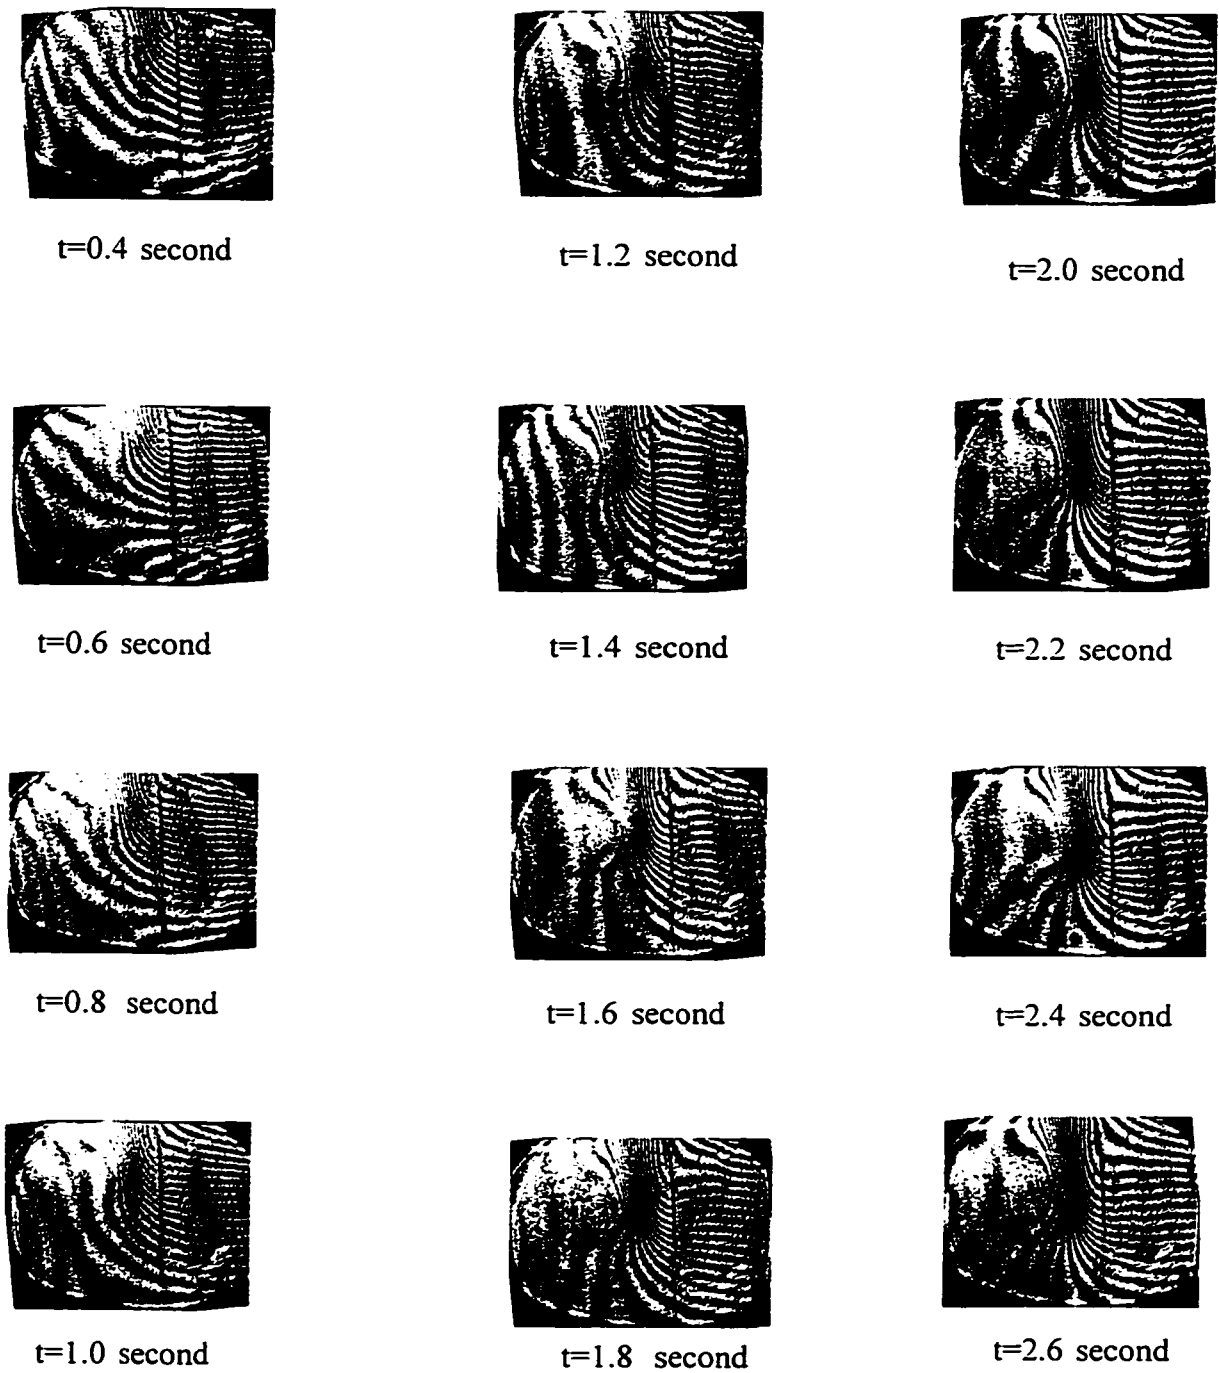 t=0.4 second
t=1.2 second
t=2.0 second
t=0.6 second
t=1.4 second
t=2.2 second
t=0.8 second
t=1.6 second
t=2.4 second
t=1.0 second
t=1.8 second
t=2.6 second